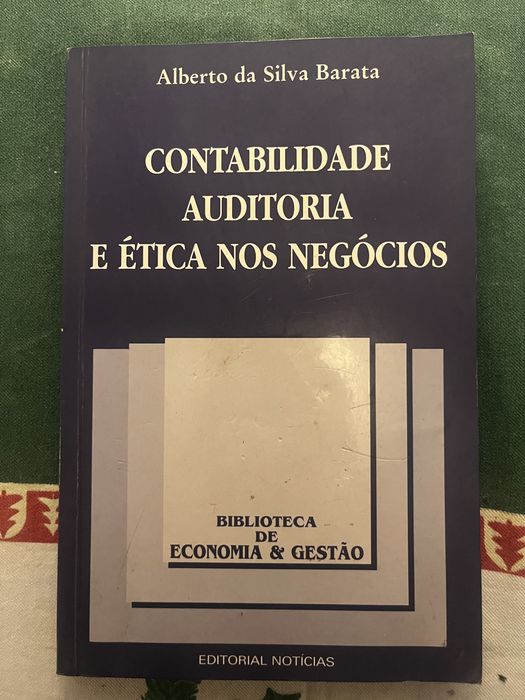 Alberto da Silva Barata
CONTABILIDADE
AUDITORIA
E ÉTICA NOS NEGÓCIOS
BIBLIOTECA
DE
ECONOMIA & GESTÃO
EDITORIAL NOTÍCIAS